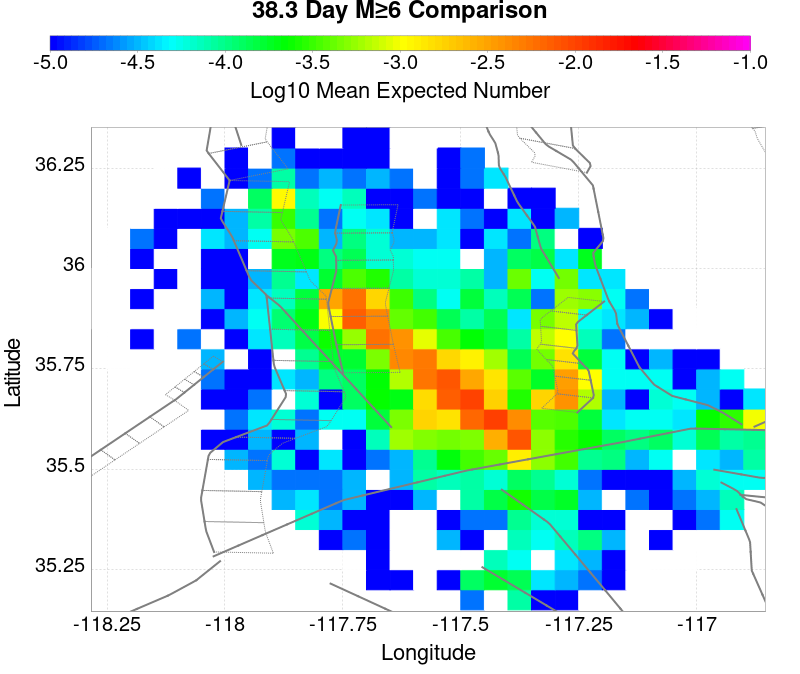 38.3 Day M≥6 Comparison
-5.0 -4.5 -4.0 -3.5 -3.0 -2.5 -2.0 -1.5 -1.0
Log10 Mean Expected Number
36.25
36
35.75
35.5
35.25
Latitude
-118.25 -118 -117.75 -117.5 -117.25 -117
Longitude